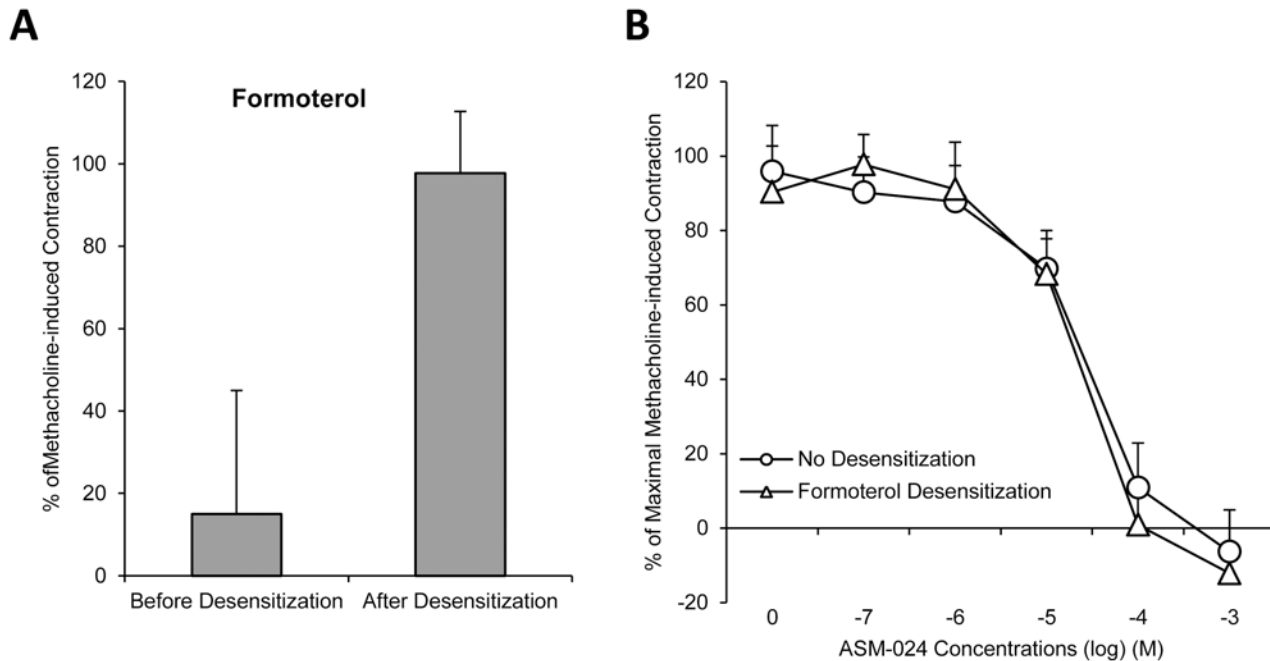 A
B
% ofMethacholine-induced Contraction
120
100
80
60
40
20
0
Formoterol
Before Desensitization
After Desensitization
% of Maximal Methacholine-induced Contraction
120
100
80
60
40
20
0
-20
No Desensitization
Formoterol Desensitization
0 -7 -6 -5 -4 -3
ASM-024 Concentrations (log) (M)